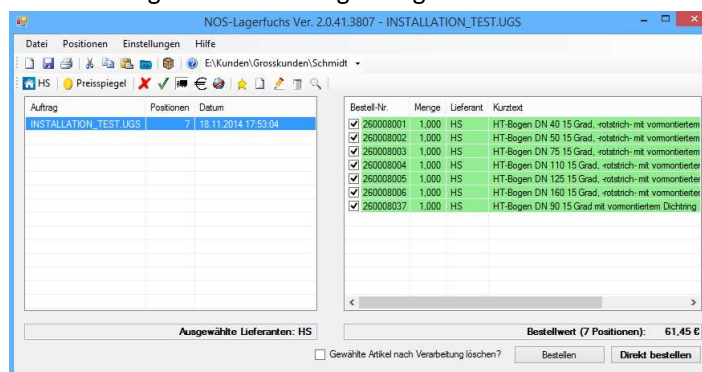 NOS-Lagerfuchs Ver. 2.0.41.3807 - INSTALLATION_TEST.UGS
Datei Positionen Einstellungen Hilfe
E:\Kunden\Grosskunden\Schmidt
HS Preisspiegel
Auftrag Positionen Datum
INSTALLATION_TEST.UGS 7 18.11.2014 17:53:04
Bestell-Nr. Menge Lieferant Kurztext
260008001 1,000 HS HT-Bogen DN 40 15 Grad, -rotstrich- mit vormontiertem
260008002 1,000 HS HT-Bogen DN 50 15 Grad, -rotstrich- mit vormontiertem
260008003 1,000 HS HT-Bogen DN 75 15 Grad, -rotstrich- mit vormontiertem
260008004 1,000 HS HT-Bogen DN 110 15 Grad, -rotstrich- mit vormontierter
260008005 1,000 HS HT-Bogen DN 125 15 Grad, -rotstrich- mit vormontierter
260008006 1,000 HS HT-Bogen DN 160 15 Grad, -rotstrich- mit vormontierter
260008037 1,000 HS HT-Bogen DN 90 15 Grad mit vormontiertem Dichtring
Ausgewählte Lieferanten: HS
Bestellwert (7 Positionen): 61,45 €
Gewählte Artikel nach Verarbeitung löschen? Bestellen Direkt bestellen